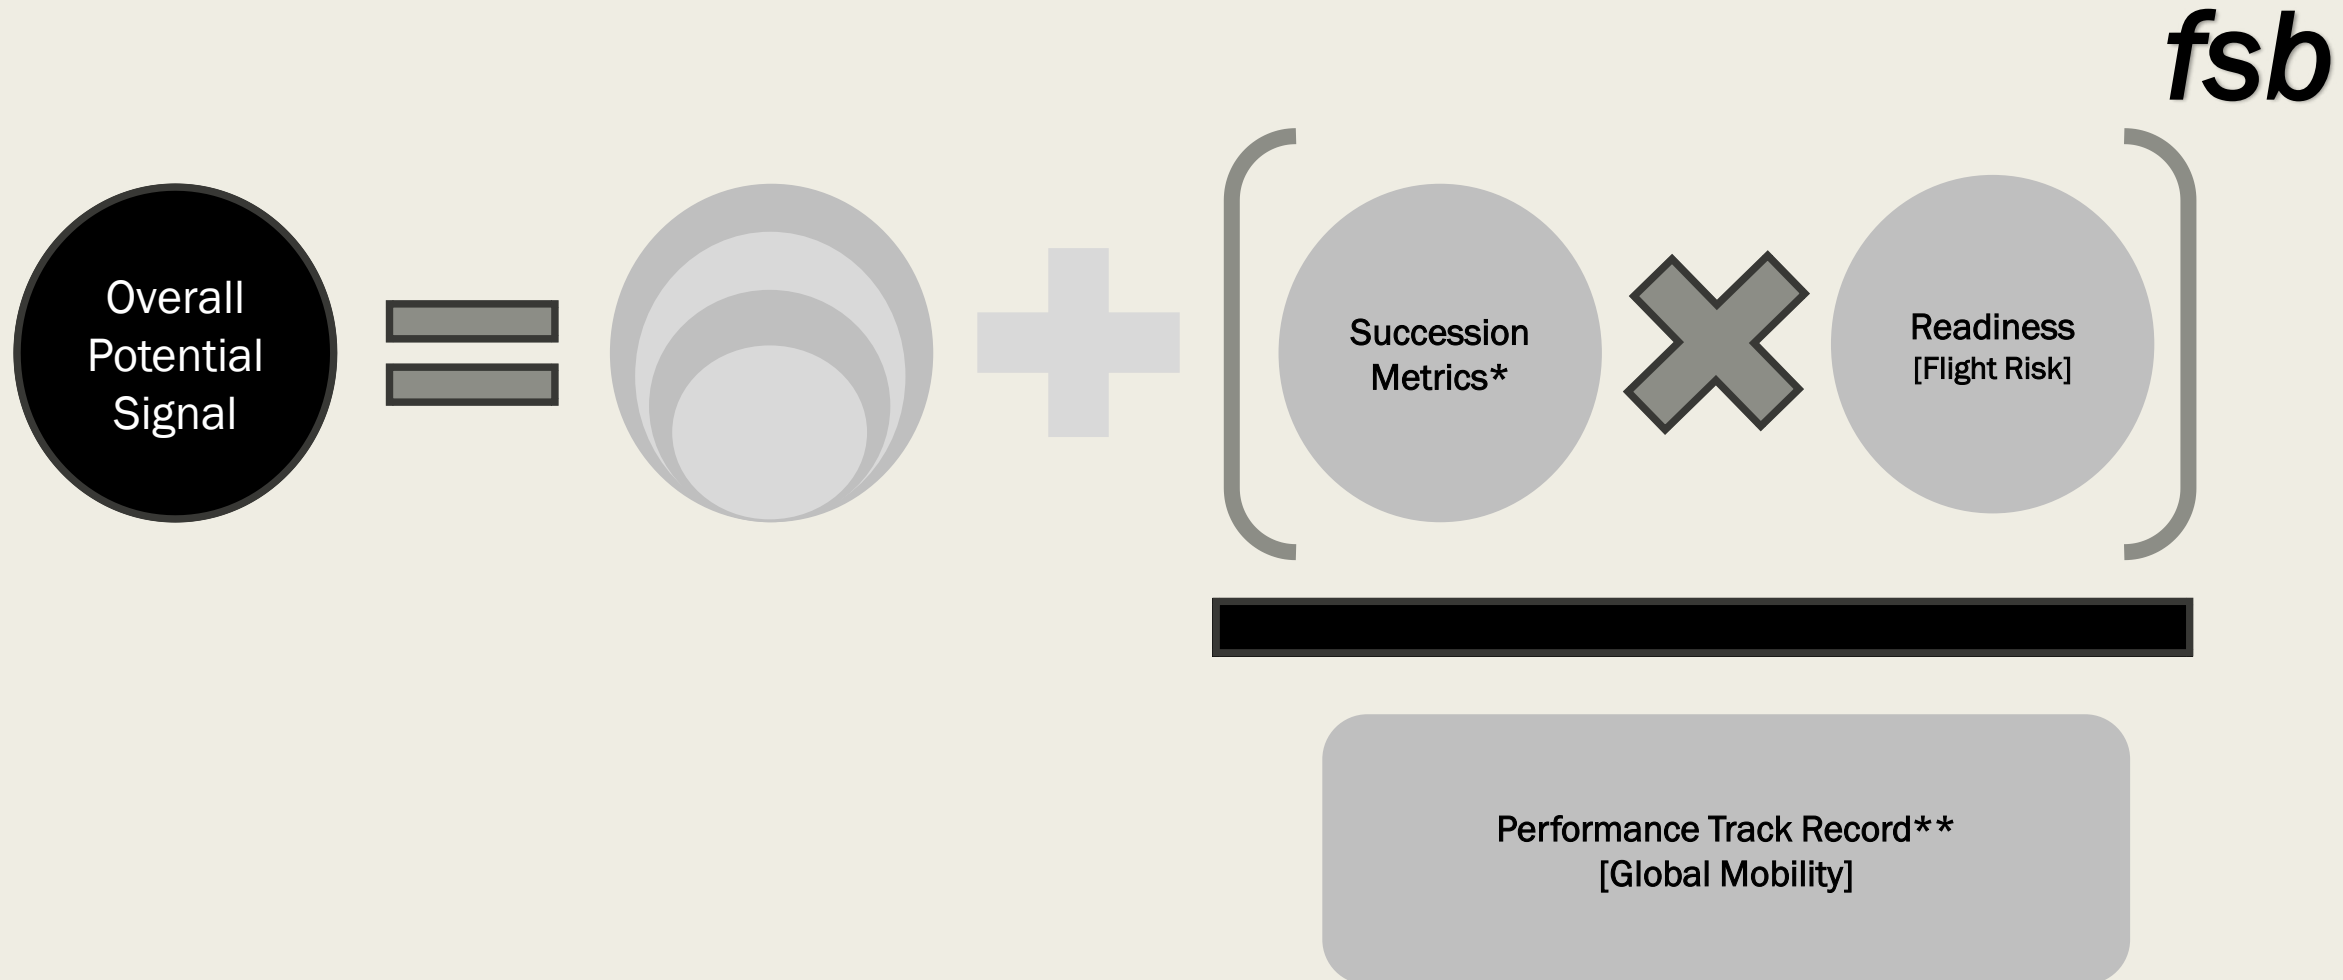 fsb
Overall
Potential
Signal
Succession
Metrics*
Readiness
[Flight Risk]
Performance Track Record**
[Global Mobility]